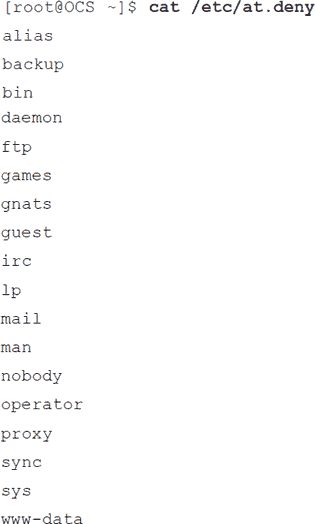 [root@OCS ~]$ cat /etc/at.deny
alias
backup
bin
daemon
ftp
games
gnats
guest
irc
lp
mail
man
nobody
operator
proxy
sync
sys
www-data